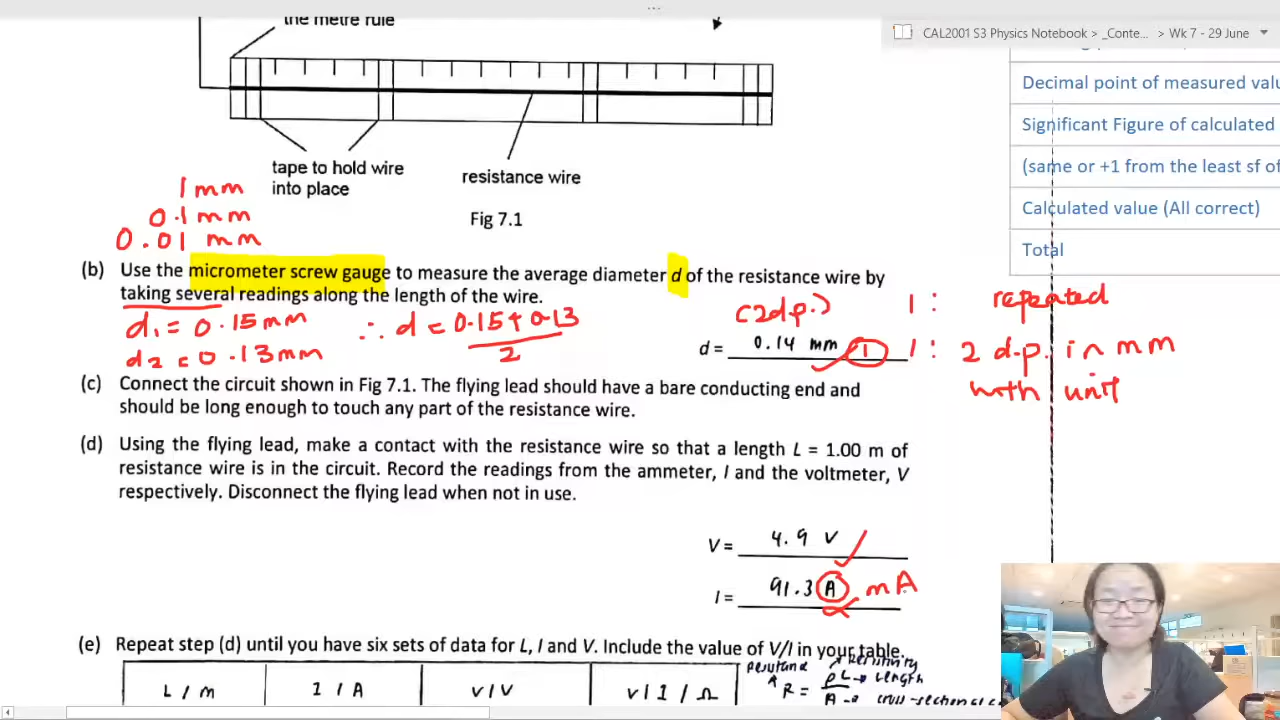 the metre rule
CAL2001 S3 Physics Notebook > _Conte... > Wk 7 - 29 June
Decimal point of measured valu
Significant Figure of calculated
(same or +1 from the least sf of
Calculated value (All correct)
Total
tape to hold wire
into place
resistance wire
Fig 7.1
1 mm
0.1 mm
0.01 mm
(b) Use the micrometer screw gauge to measure the average diameter d of the resistance wire by
taking several readings along the length of the wire.
d1 = 0.15mm
d2 = 0.13mm
∴ d = 0.15+0.13
2
(2d.p.)
d = 0.14 mm 1
1 : repeated
1 : 2 d.p. in mm
with unit
(c) Connect the circuit shown in Fig 7.1. The flying lead should have a bare conducting end and
should be long enough to touch any part of the resistance wire.
(d) Using the flying lead, make a contact with the resistance wire so that a length L = 1.00 m of
resistance wire is in the circuit. Record the readings from the ammeter, I and the voltmeter, V
respectively. Disconnect the flying lead when not in use.
V = 4.9 V
I = 91.3 A mA
(e) Repeat step (d) until you have six sets of data for L, I and V. Include the value of V/I in your table.
L / m
I / A
V/V
V / I / Ω
resistivity
R = ρL → length
A → cross-sectional